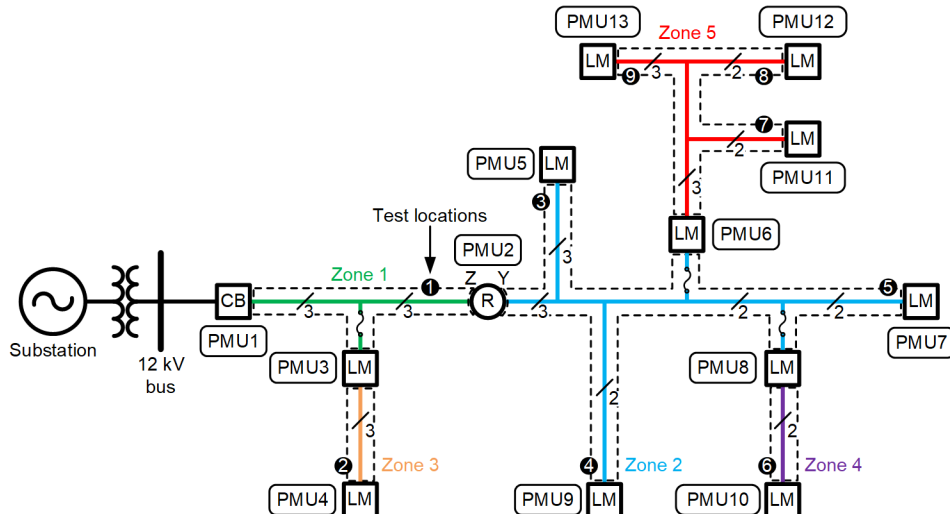 PMU13
Zone 5
PMU12
LM
3
2
LM
9
8
7
LM
2
PMU11
PMU5
LM
3
3
PMU6
LM
Test locations
PMU2
3
Zone 1
1
Z
Y
5
CB
3
3
R
3
2
2
LM
Substation
PMU1
12 kV
bus
PMU7
PMU3
LM
PMU8
LM
2
3
2
2
Zone 3
4
Zone 2
6
Zone 4
PMU4
LM
PMU9
LM
PMU10
LM